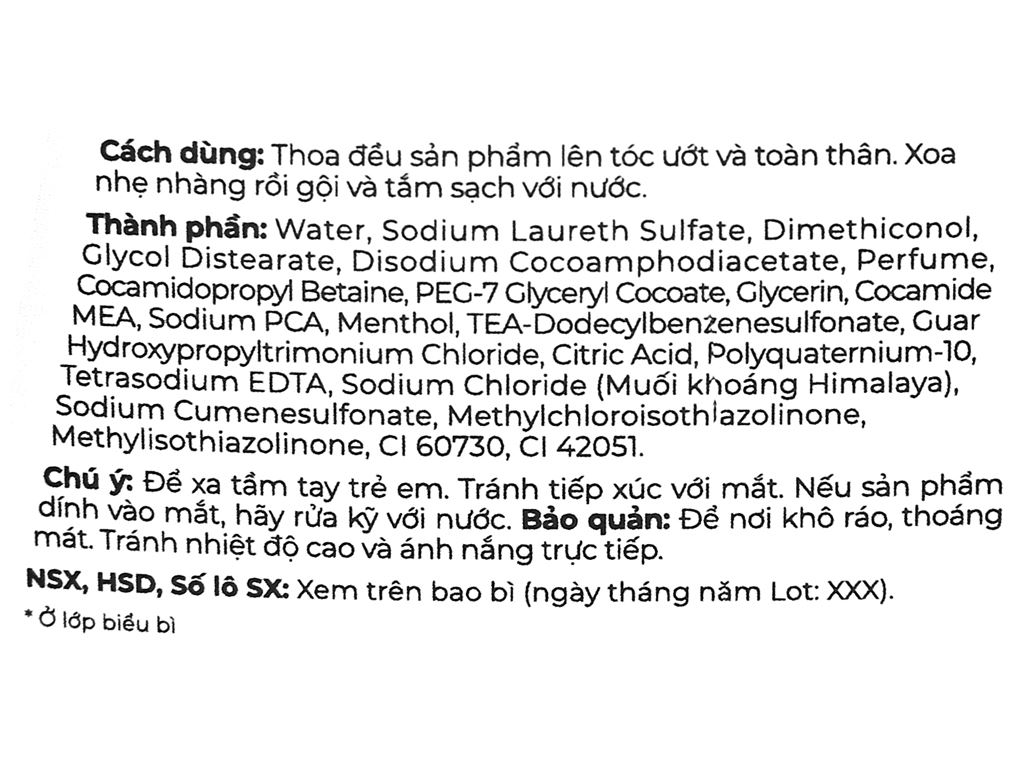 Cách dùng: Thoa đều sản phẩm lên tóc ướt và toàn thân. Xoa
nhẹ nhàng rồi gội và tắm sạch với nước.
Thành phần: Water, Sodium Laureth Sulfate, Dimethiconol,
Glycol Distearate, Disodium Cocoamphodiacetate, Perfume,
Cocamidopropyl Betaine, PEG-7 Glyceryl Cocoate, Glycerin, Cocamide
MEA, Sodium PCA, Menthol, TEA-Dodecylbenzenesulfonate, Guar
Hydroxypropyltrimonium Chloride, Citric Acid, Polyquaternium-10,
Tetrasodium EDTA, Sodium Chloride (Muối khoáng Himalaya),
Sodium Cumenesulfonate, Methylchloroisothiazolinone,
Methylisothiazolinone, CI 60730, CI 42051.
Chú ý: Để xa tầm tay trẻ em. Tránh tiếp xúc với mắt. Nếu sản phẩm
dính vào mắt, hãy rửa kỹ với nước. Bảo quản: Để nơi khô ráo, thoáng
mát. Tránh nhiệt độ cao và ánh nắng trực tiếp.
NSX, HSD, Số lô SX: Xem trên bao bì (ngày tháng năm Lot: XXX).
* Ở lớp biểu bì